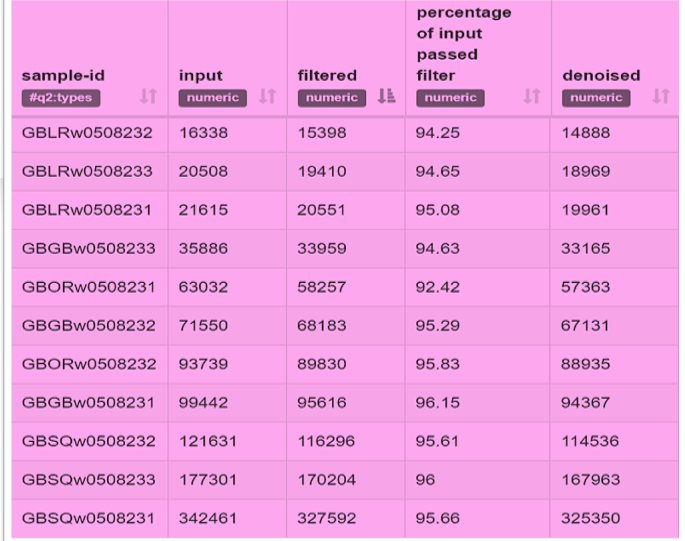 sample-id input filtered percentage of input passed filter denoised
#q2:types numeric numeric numeric numeric
GBLRw0508232 16338 15398 94.25 14888
GBLRw0508233 20508 19410 94.65 18969
GBLRw0508231 21615 20551 95.08 19961
GBGBw0508233 35886 33959 94.63 33165
GBORw0508231 63032 58257 92.42 57363
GBGBw0508232 71550 68183 95.29 67131
GBORw0508232 93739 89830 95.83 88935
GBGBw0508231 99442 95616 96.15 94367
GBSQw0508232 121631 116296 95.61 114536
GBSQw0508233 177301 170204 96 167963
GBSQw0508231 342461 327592 95.66 325350